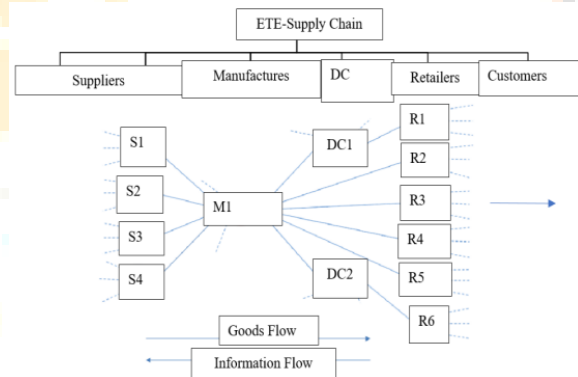 ETE-Supply Chain
Suppliers
Manufactures
DC
Retailers
Customers
S1
S2
S3
S4
M1
DC1
DC2
R1
R2
R3
R4
R5
R6
Goods Flow
Information Flow